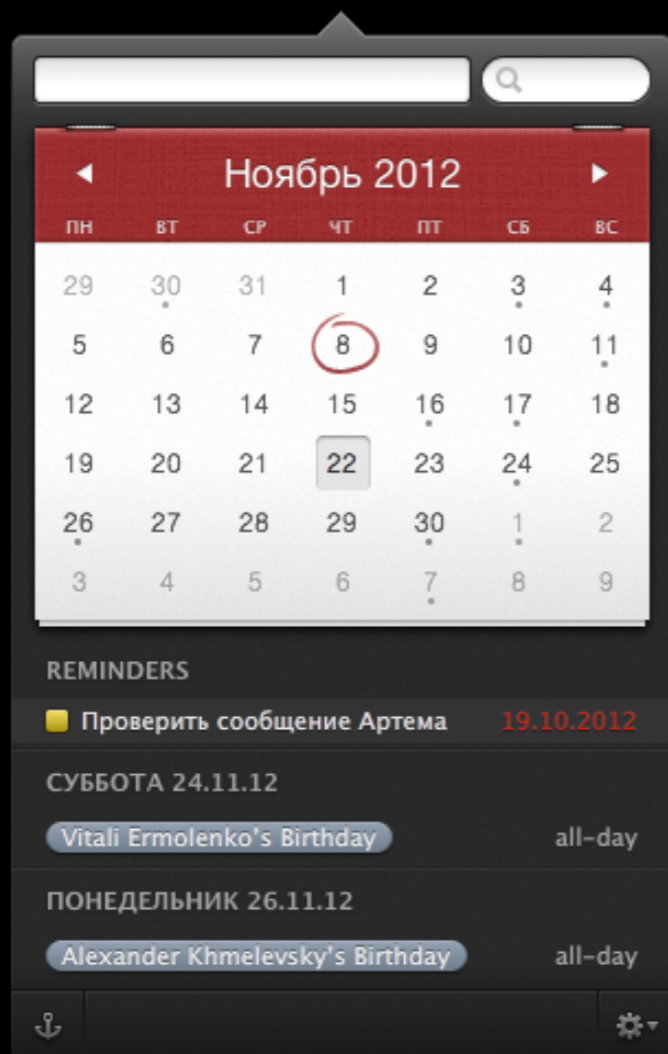 Ноябрь 2012
ПН ВТ СР ЧТ ПТ СБ ВС
29 30 31 1 2 3 4
5 6 7 8 9 10 11
12 13 14 15 16 17 18
19 20 21 22 23 24 25
26 27 28 29 30 1 2
3 4 5 6 7 8 9
REMINDERS
Проверить сообщение Артема 19.10.2012
СУББОТА 24.11.12
Vitali Ermolenko's Birthday all-day
ПОНЕДЕЛЬНИК 26.11.12
Alexander Khmelevsky's Birthday all-day